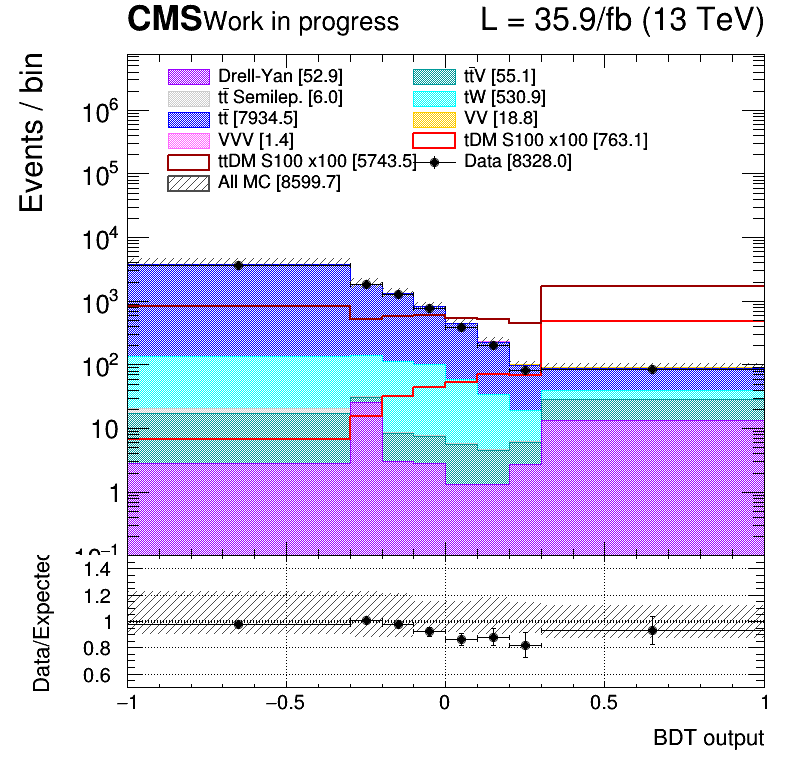 CMS Work in progress L = 35.9/fb (13 TeV)
Events / bin
Drell-Yan [52.9] tt̄V [55.1]
tt̄ Semilep. [6.0] tW [530.9]
tt̄ [7934.5] VV [18.8]
VVV [1.4] tDM S100 x100 [763.1]
ttDM S100 x100 [5743.5] Data [8328.0]
All MC [8599.7]
10⁶
10⁵
10⁴
10³
10²
10
1
10⁻¹
Data/Expected
1.4
1.2
1
0.8
0.6
−1 −0.5 0 0.5 1
BDT output